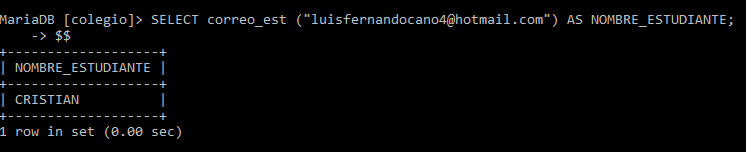 MariaDB [colegio]> SELECT correo_est ("luisfernandocano4@hotmail.com") AS NOMBRE_ESTUDIANTE;
    -> $$
+-------------------+
| NOMBRE_ESTUDIANTE |
+-------------------+
| CRISTIAN          |
+-------------------+
1 row in set (0.00 sec)